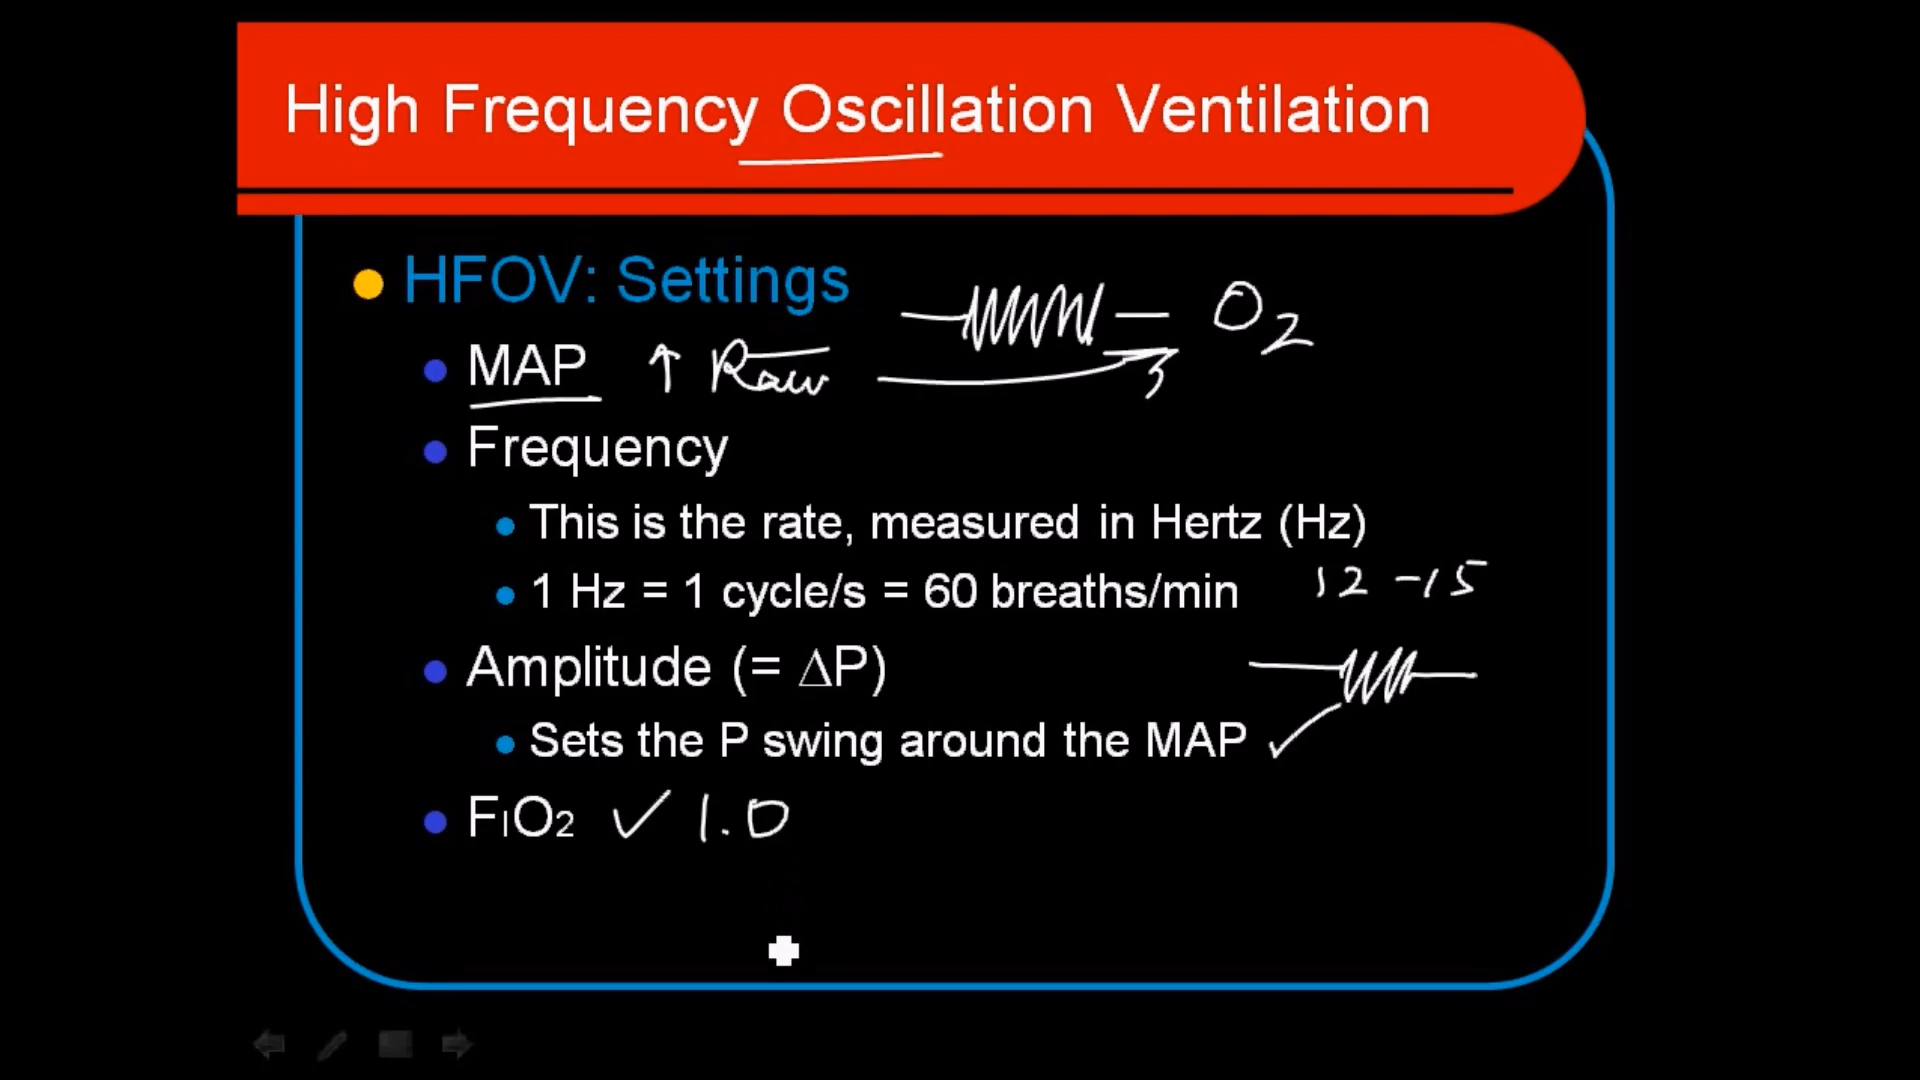 High Frequency Oscillation Ventilation
HFOV: Settings
O2
MAP ↑ Raw
Frequency
This is the rate, measured in Hertz (Hz)
1 Hz = 1 cycle/s = 60 breaths/min 12-15
Amplitude (= ΔP)
Sets the P swing around the MAP ✓
FIO2 ✓ 1.0